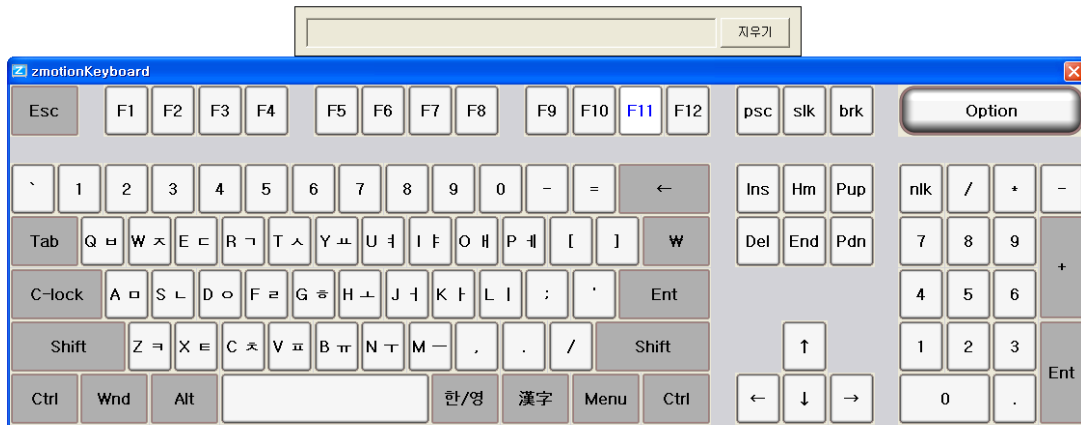 지우기
zmotionKeyboard
Esc F1 F2 F3 F4 F5 F6 F7 F8 F9 F10 F11 F12 psc slk brk Option
` 1 2 3 4 5 6 7 8 9 0 - = ← Ins Hm Pup nlk / * -
Tab Q ㅂ W ㅈ E ㄷ R ㄱ T ㅅ Y ㅛ U ㅕ I ㅑ O ㅐ P ㅔ [ ] ₩ Del End Pdn 7 8 9 +
C-lock A ㅁ S ㄴ D ㅇ F ㄹ G ㅎ H ㅗ J ㅓ K ㅏ L ㅣ ; ' Ent 4 5 6
Shift Z ㅋ X ㅌ C ㅊ V ㅍ B ㅠ N ㅜ M ㅡ , . / Shift ↑ 1 2 3 Ent
Ctrl Wnd Alt 한/영 漢字 Menu Ctrl ← ↓ → 0 .